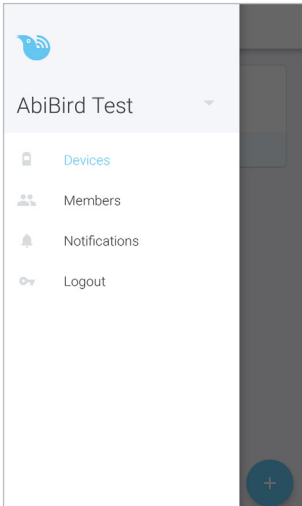 AbiBird Test
Devices
Members
Notifications
Logout